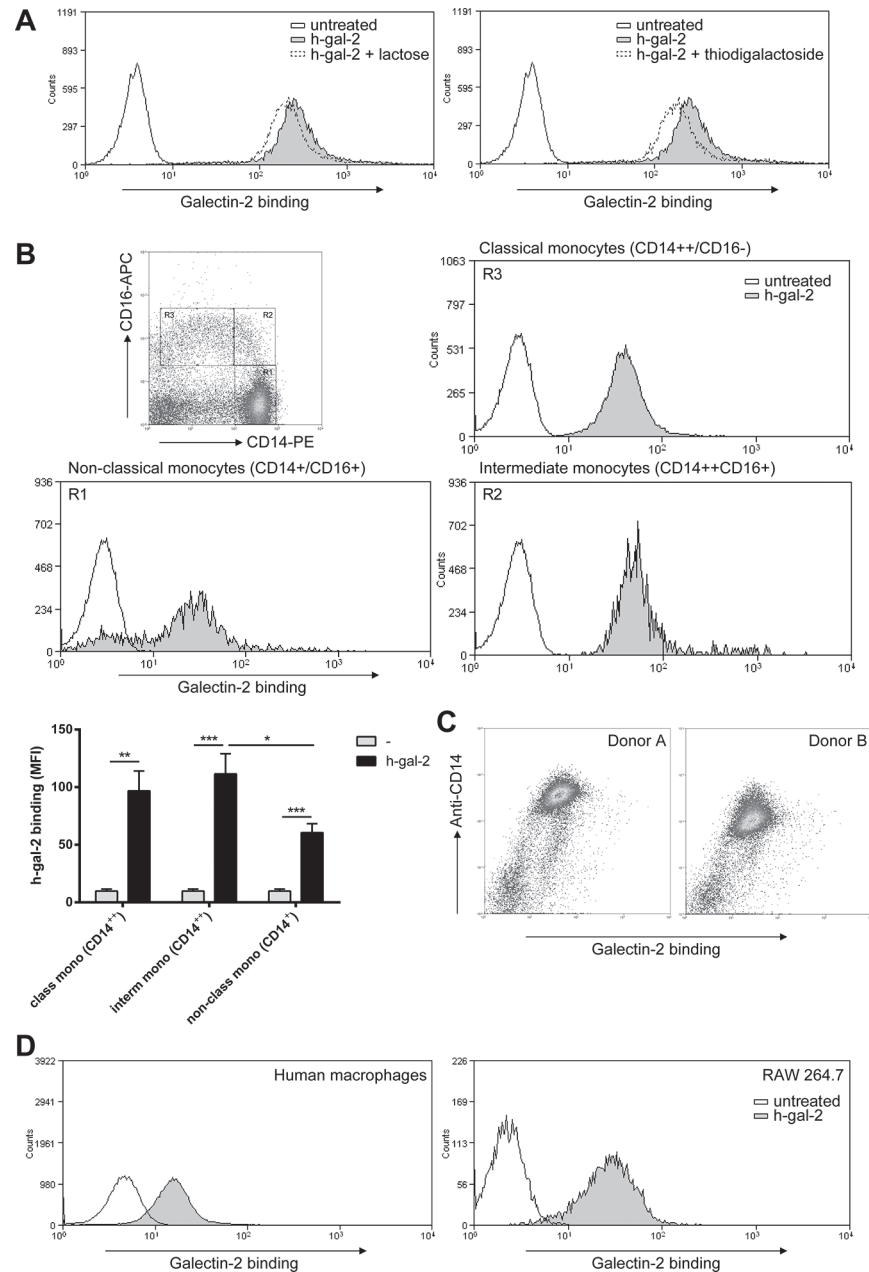 A
1191
893
595
297
0
Counts
untreated
h-gal-2
h-gal-2 + lactose
10⁰ 10¹ 10² 10³ 10⁴
Galectin-2 binding
1191
893
595
297
0
Counts
untreated
h-gal-2
h-gal-2 + thiodigalactoside
10⁰ 10¹ 10² 10³ 10⁴
Galectin-2 binding
B
CD16-APC
R3
R2
R1
CD14-PE
Classical monocytes (CD14++/CD16-)
1063
797
531
265
0
Counts
R3
untreated
h-gal-2
10⁰ 10¹ 10² 10³ 10⁴
Non-classical monocytes (CD14+/CD16+)
936
702
468
234
0
R1
10⁰ 10¹ 10² 10³ 10⁴
Galectin-2 binding
Intermediate monocytes (CD14++CD16+)
936
702
468
234
0
Counts
R2
10⁰ 10¹ 10² 10³ 10⁴
150
100
50
0
h-gal-2 binding (MFI)
**
***
*
***
-
h-gal-2
class mono (CD14⁺⁺)
interm mono (CD14⁺⁺)
non-class mono (CD14⁺)
C
Anti-CD14
Donor A
Donor B
Galectin-2 binding
D
3922
2941
1961
980
0
Counts
Human macrophages
10⁰ 10¹ 10² 10³ 10⁴
Galectin-2 binding
226
169
113
56
0
Counts
RAW 264.7
untreated
h-gal-2
10⁰ 10¹ 10² 10³ 10⁴
Galectin-2 binding